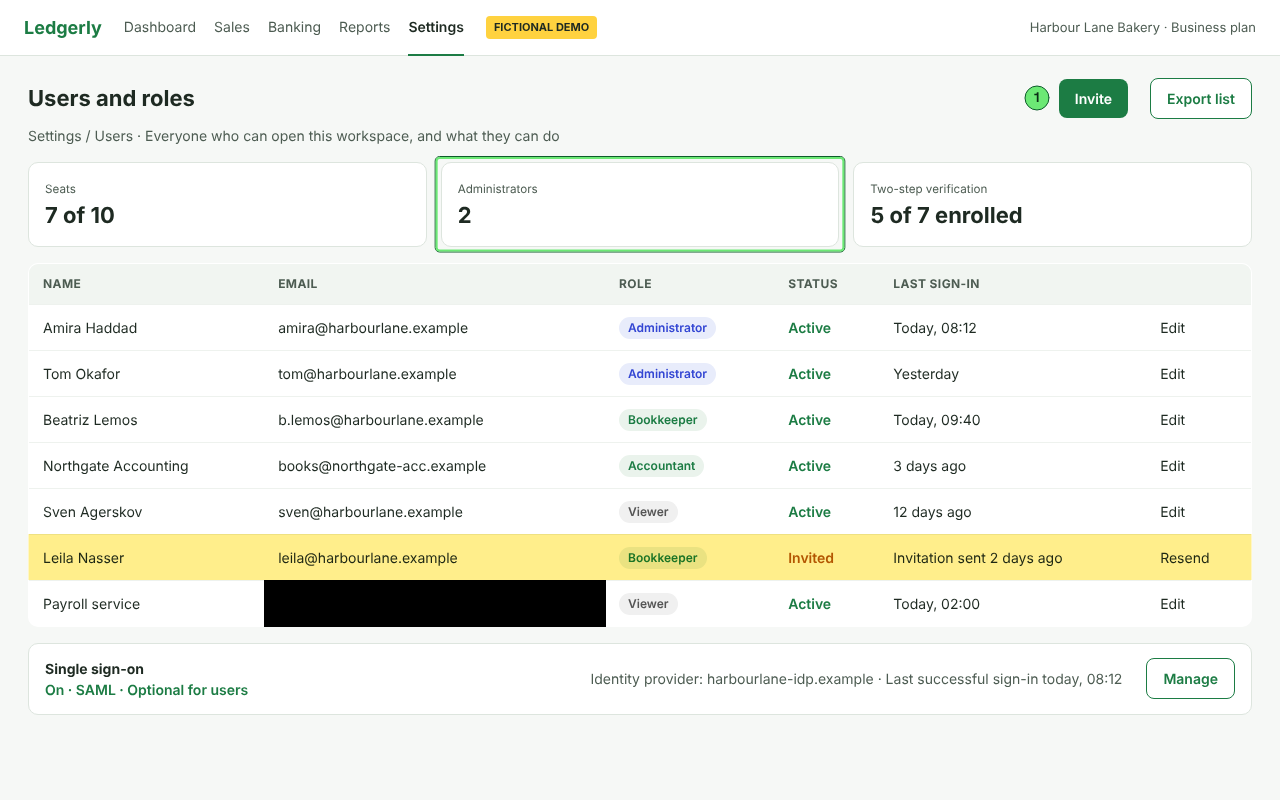 Ledgerly Dashboard Sales Banking Reports Settings FICTIONAL DEMO Harbour Lane Bakery · Business plan
Users and roles 1 Invite Export list
Settings / Users · Everyone who can open this workspace, and what they can do
Seats Administrators Two-step verification
7 of 10 2 5 of 7 enrolled
NAME EMAIL ROLE STATUS LAST SIGN-IN
Amira Haddad amira@harbourlane.example Administrator Active Today, 08:12 Edit
Tom Okafor tom@harbourlane.example Administrator Active Yesterday Edit
Beatriz Lemos b.lemos@harbourlane.example Bookkeeper Active Today, 09:40 Edit
Northgate Accounting books@northgate-acc.example Accountant Active 3 days ago Edit
Sven Agerskov sven@harbourlane.example Viewer Active 12 days ago Edit
Leila Nasser leila@harbourlane.example Bookkeeper Invited Invitation sent 2 days ago Resend
Payroll service Viewer Active Today, 02:00 Edit
Single sign-on
On · SAML · Optional for users Identity provider: harbourlane-idp.example · Last successful sign-in today, 08:12 Manage